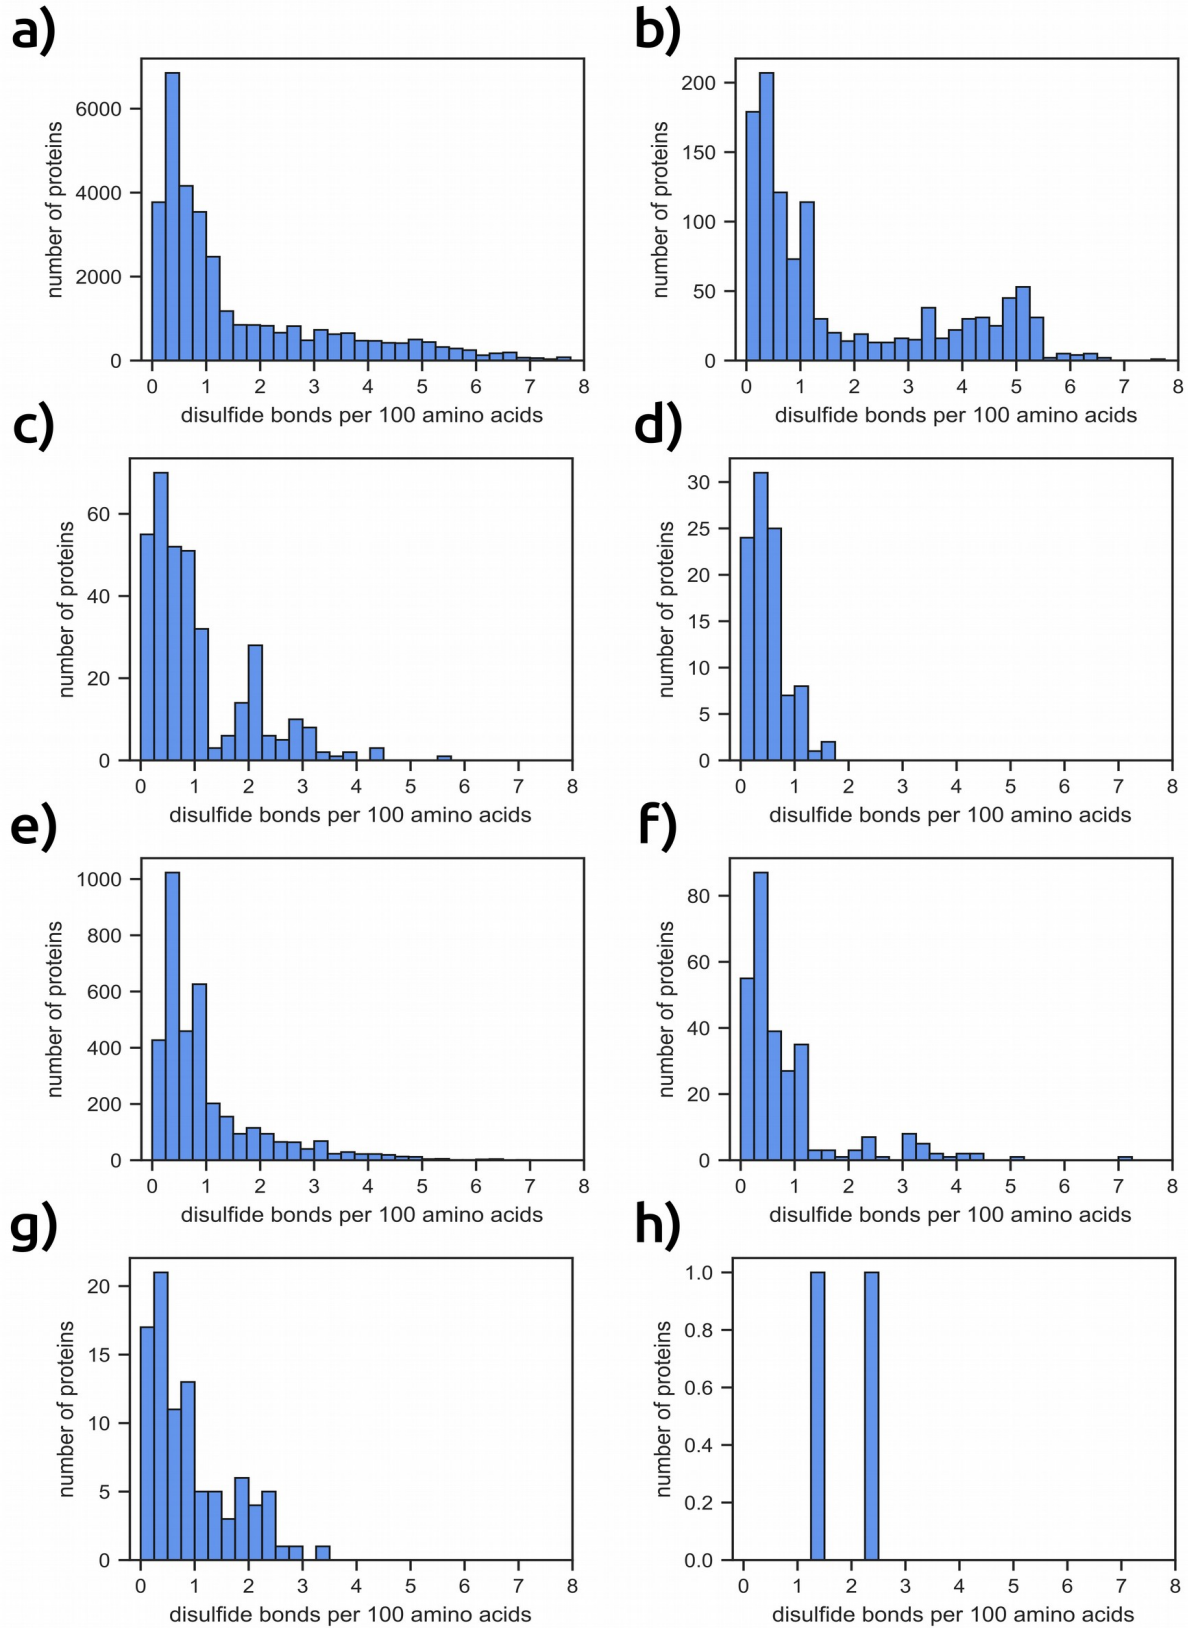 a)
6000
4000
2000
0
number of proteins
0 1 2 3 4 5 6 7 8
disulfide bonds per 100 amino acids
b)
200
150
100
50
0
number of proteins
0 1 2 3 4 5 6 7 8
disulfide bonds per 100 amino acids
c)
60
40
20
0
number of proteins
0 1 2 3 4 5 6 7 8
disulfide bonds per 100 amino acids
d)
30
25
20
15
10
5
0
number of proteins
0 1 2 3 4 5 6 7 8
disulfide bonds per 100 amino acids
e)
1000
800
600
400
200
0
number of proteins
0 1 2 3 4 5 6 7 8
disulfide bonds per 100 amino acids
f)
80
60
40
20
0
number of proteins
0 1 2 3 4 5 6 7 8
disulfide bonds per 100 amino acids
g)
20
15
10
5
0
number of proteins
0 1 2 3 4 5 6 7 8
disulfide bonds per 100 amino acids
h)
1.0
0.8
0.6
0.4
0.2
0.0
number of proteins
0 1 2 3 4 5 6 7 8
disulfide bonds per 100 amino acids